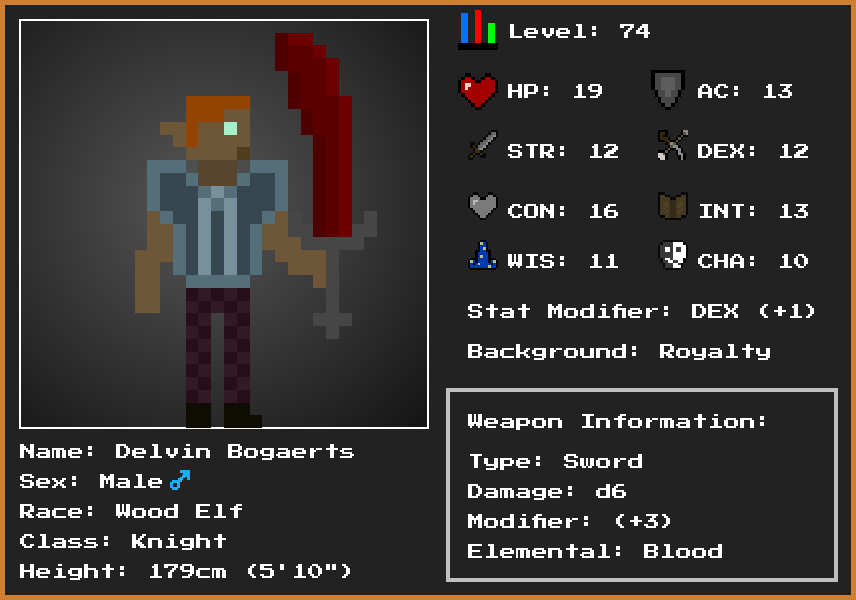 Level: 74
HP: 19 AC: 13
STR: 12 DEX: 12
CON: 16 INT: 13
WIS: 11 CHA: 10
Stat Modifier: DEX (+1)
Background: Royalty
Weapon Information:
Type: Sword
Damage: d6
Modifier: (+3)
Elemental: Blood
Name: Delvin Bogaerts
Sex: Male♂
Race: Wood Elf
Class: Knight
Height: 179cm (5'10")